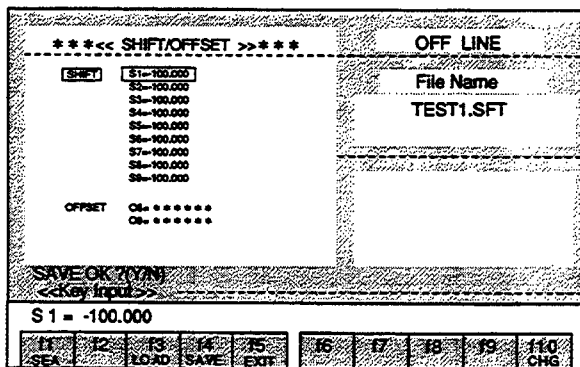 ***<< SHIFT/OFFSET >>***
OFF LINE
SHIFT
S1=-100.000
S2=-100.000
S3=-100.000
S4=-100.000
S5=-100.000
S6=-100.000
S7=-100.000
S8=-100.000
S9=-100.000
OFFSET
******
******
File Name
TEST1.SFT
SAVE OK ?(Y/N)
<<Key Input>>
S 1 = -100.000
f1 f2 f3 f4 f5 f6 f7 f8 f9 f10
SEA LOAD SAVE EXIT CHG